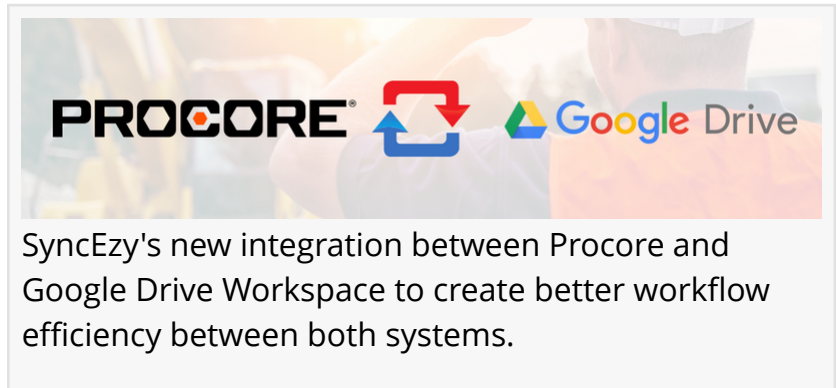 PROCORE® Google Drive
SyncEzy's new integration between Procore and
Google Drive Workspace to create better workflow
efficiency between both systems.